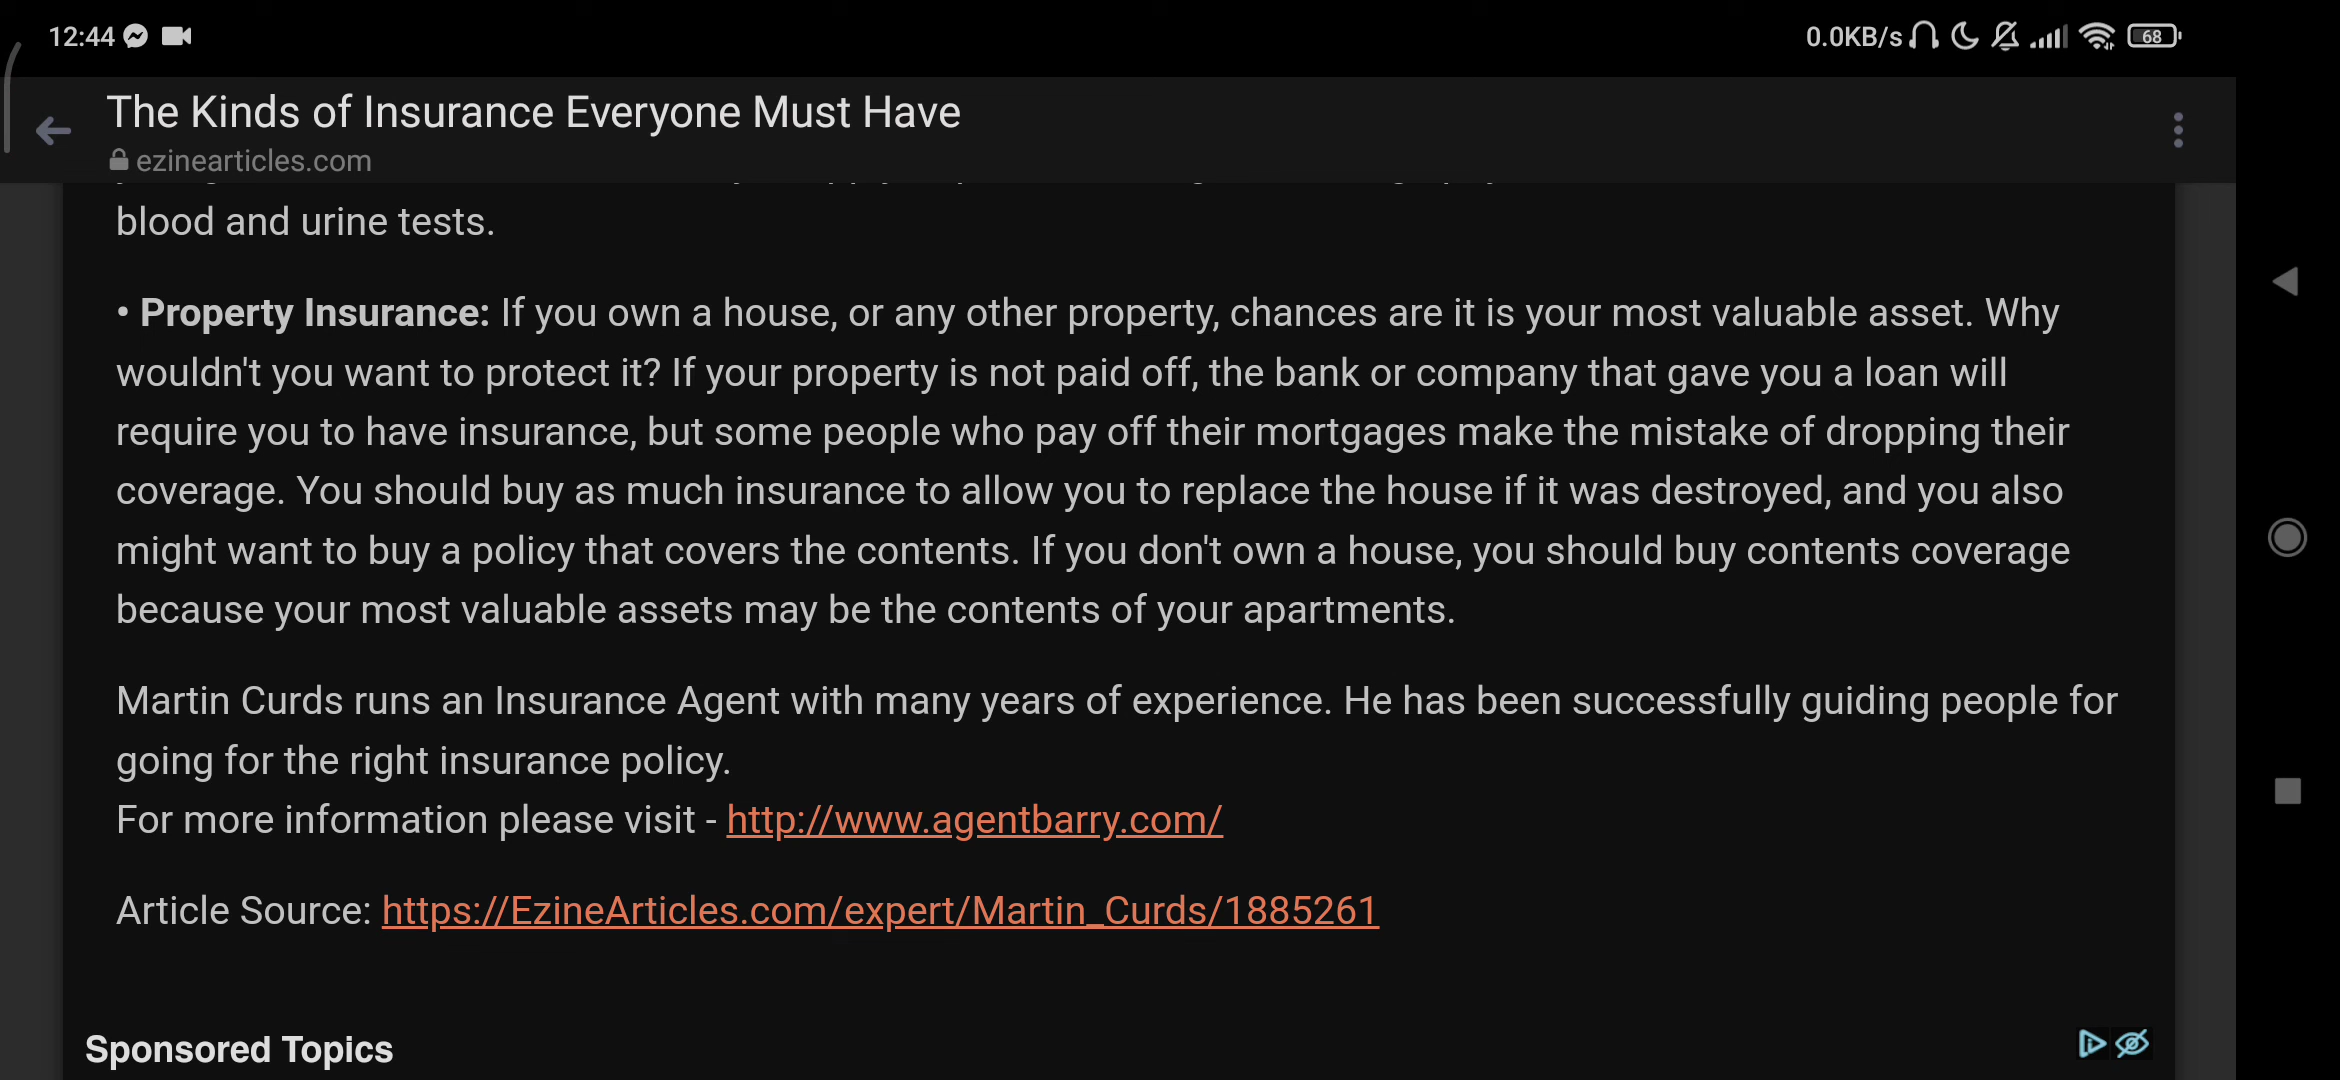 12:44
0.0KB/s
68
The Kinds of Insurance Everyone Must Have
ezinearticles.com
blood and urine tests.
• Property Insurance: If you own a house, or any other property, chances are it is your most valuable asset. Why
wouldn't you want to protect it? If your property is not paid off, the bank or company that gave you a loan will
require you to have insurance, but some people who pay off their mortgages make the mistake of dropping their
coverage. You should buy as much insurance to allow you to replace the house if it was destroyed, and you also
might want to buy a policy that covers the contents. If you don't own a house, you should buy contents coverage
because your most valuable assets may be the contents of your apartments.
Martin Curds runs an Insurance Agent with many years of experience. He has been successfully guiding people for
going for the right insurance policy.
For more information please visit - http://www.agentbarry.com/
Article Source: https://EzineArticles.com/expert/Martin_Curds/1885261
Sponsored Topics